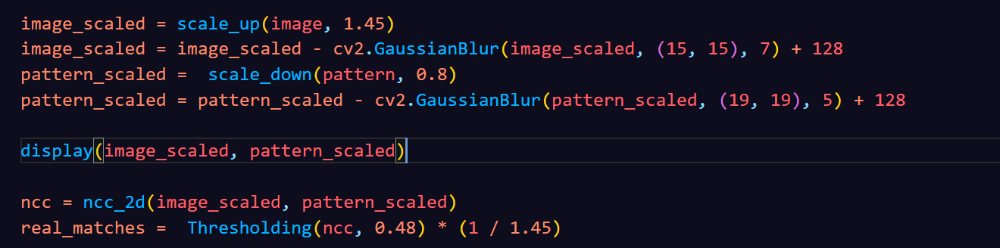 image_scaled = scale_up(image, 1.45)
image_scaled = image_scaled - cv2.GaussianBlur(image_scaled, (15, 15), 7) + 128
pattern_scaled =  scale_down(pattern, 0.8)
pattern_scaled = pattern_scaled - cv2.GaussianBlur(pattern_scaled, (19, 19), 5) + 128
display(image_scaled, pattern_scaled)
ncc = ncc_2d(image_scaled, pattern_scaled)
real_matches =  Thresholding(ncc, 0.48) * (1 / 1.45)